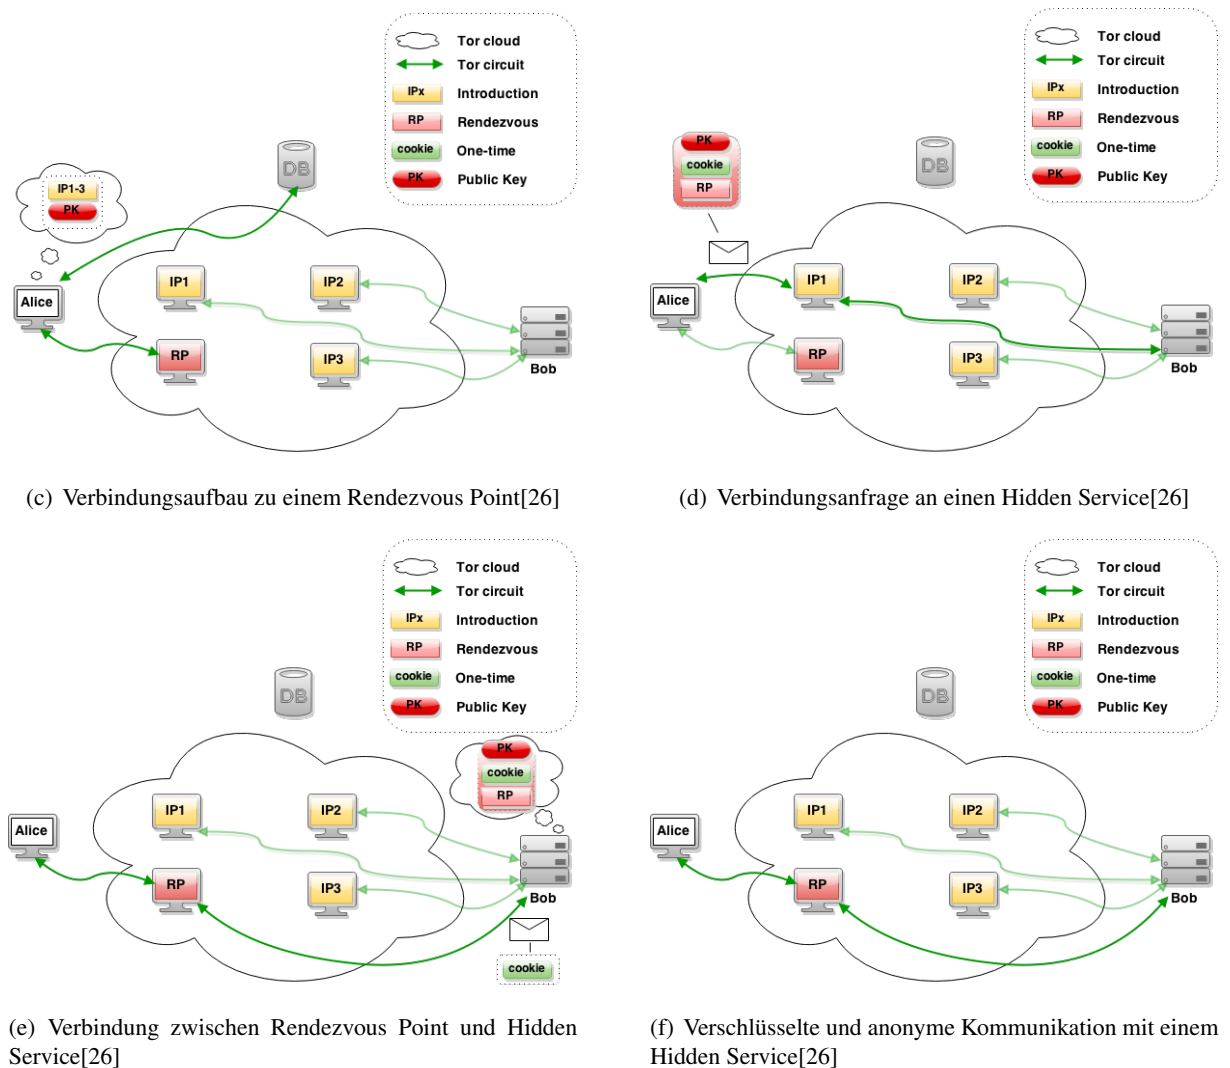 Tor cloud
Tor circuit
IPx Introduction
RP Rendezvous
cookie One-time
PK Public Key
DB
IP1-3
PK
Alice
IP1
IP2
RP
IP3
Bob
(c) Verbindungsaufbau zu einem Rendezvous Point[26]
Tor cloud
Tor circuit
IPx Introduction
RP Rendezvous
cookie One-time
PK Public Key
PK
cookie
RP
DB
Alice
IP1
IP2
RP
IP3
Bob
(d) Verbindungsanfrage an einen Hidden Service[26]
Tor cloud
Tor circuit
IPx Introduction
RP Rendezvous
cookie One-time
PK Public Key
DB
PK
cookie
RP
Alice
IP1
IP2
RP
IP3
Bob
cookie
(e) Verbindung zwischen Rendezvous Point und Hidden
Service[26]
Tor cloud
Tor circuit
IPx Introduction
RP Rendezvous
cookie One-time
PK Public Key
DB
Alice
IP1
IP2
RP
IP3
Bob
(f) Verschlüsselte und anonyme Kommunikation mit einem
Hidden Service[26]